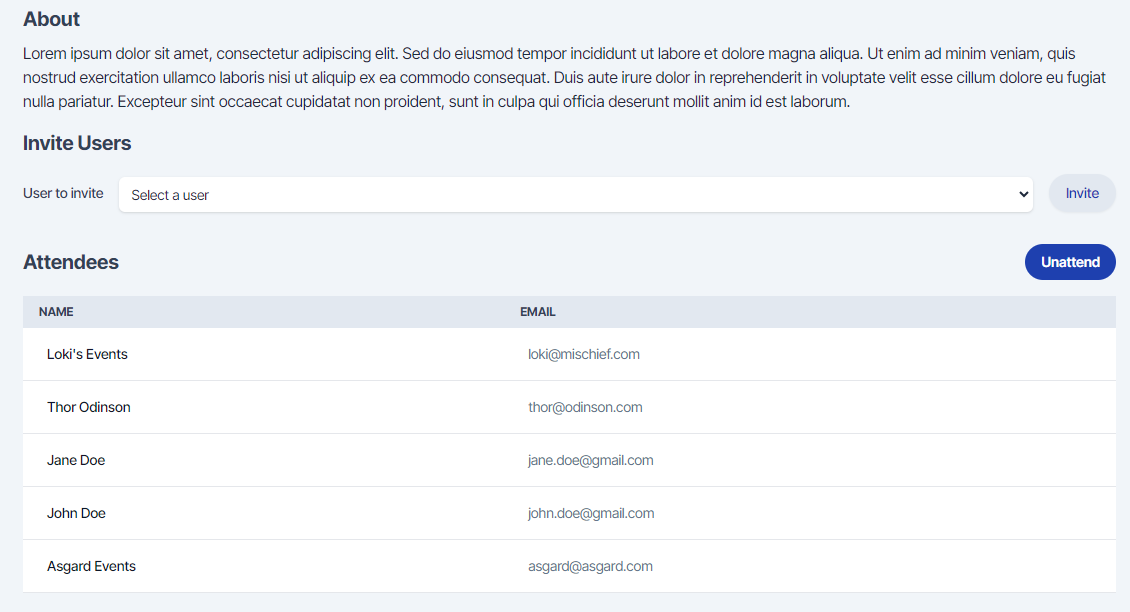 About
Lorem ipsum dolor sit amet, consectetur adipiscing elit. Sed do eiusmod tempor incididunt ut labore et dolore magna aliqua. Ut enim ad minim veniam, quis
nostrud exercitation ullamco laboris nisi ut aliquip ex ea commodo consequat. Duis aute irure dolor in reprehenderit in voluptate velit esse cillum dolore eu fugiat
nulla pariatur. Excepteur sint occaecat cupidatat non proident, sunt in culpa qui officia deserunt mollit anim id est laborum.
Invite Users
User to invite Select a user Invite
Attendees Unattend
NAME EMAIL
Loki's Events loki@mischief.com
Thor Odinson thor@odinson.com
Jane Doe jane.doe@gmail.com
John Doe john.doe@gmail.com
Asgard Events asgard@asgard.com